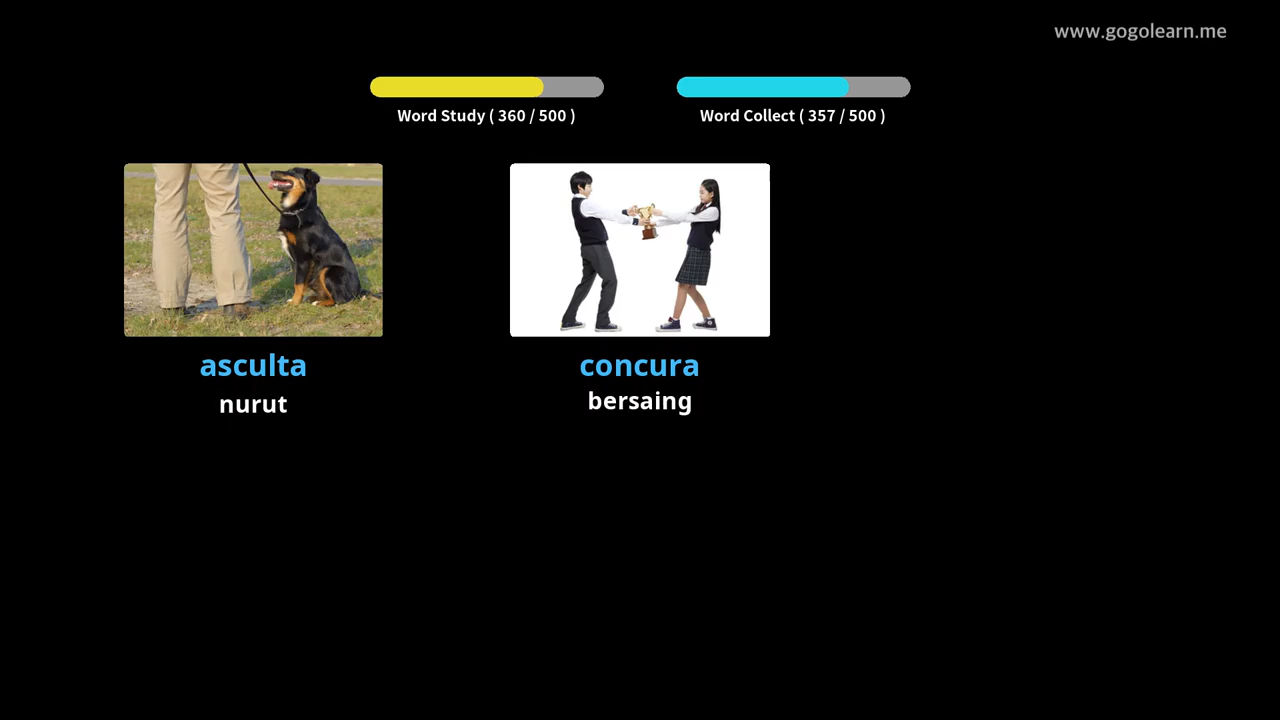 www.gogolearn.me
Word Study ( 360 / 500 )
Word Collect ( 357 / 500 )
asculta
nurut
concura
bersaing